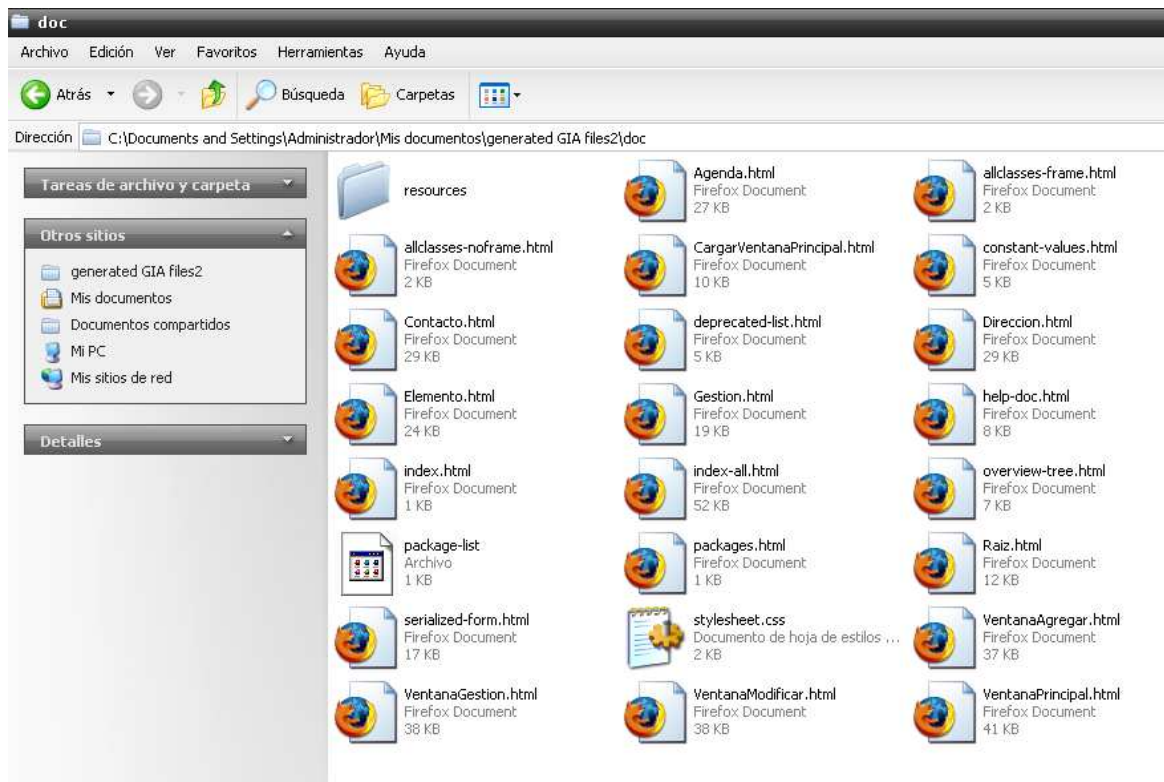 doc
Archivo Edición Ver Favoritos Herramientas Ayuda
Atrás Búsqueda Carpetas
Dirección C:\Documents and Settings\Administrador\Mis documentos\generated GIA files2\doc
Tareas de archivo y carpeta
Otros sitios
generated GIA files2
Mis documentos
Documentos compartidos
Mi PC
Mis sitios de red
Detalles
resources
Agenda.html
Firefox Document
27 KB
allclasses-frame.html
Firefox Document
2 KB
allclasses-noframe.html
Firefox Document
2 KB
CargarVentanaPrincipal.html
Firefox Document
10 KB
constant-values.html
Firefox Document
5 KB
Contacto.html
Firefox Document
29 KB
deprecated-list.html
Firefox Document
5 KB
Direccion.html
Firefox Document
29 KB
Elemento.html
Firefox Document
24 KB
Gestion.html
Firefox Document
19 KB
help-doc.html
Firefox Document
8 KB
index.html
Firefox Document
1 KB
index-all.html
Firefox Document
52 KB
overview-tree.html
Firefox Document
7 KB
package-list
Archivo
1 KB
packages.html
Firefox Document
1 KB
Raiz.html
Firefox Document
12 KB
serialized-form.html
Firefox Document
17 KB
stylesheet.css
Documento de hoja de estilos ...
2 KB
VentanaAgregar.html
Firefox Document
37 KB
VentanaGestion.html
Firefox Document
38 KB
VentanaModificar.html
Firefox Document
38 KB
VentanaPrincipal.html
Firefox Document
41 KB